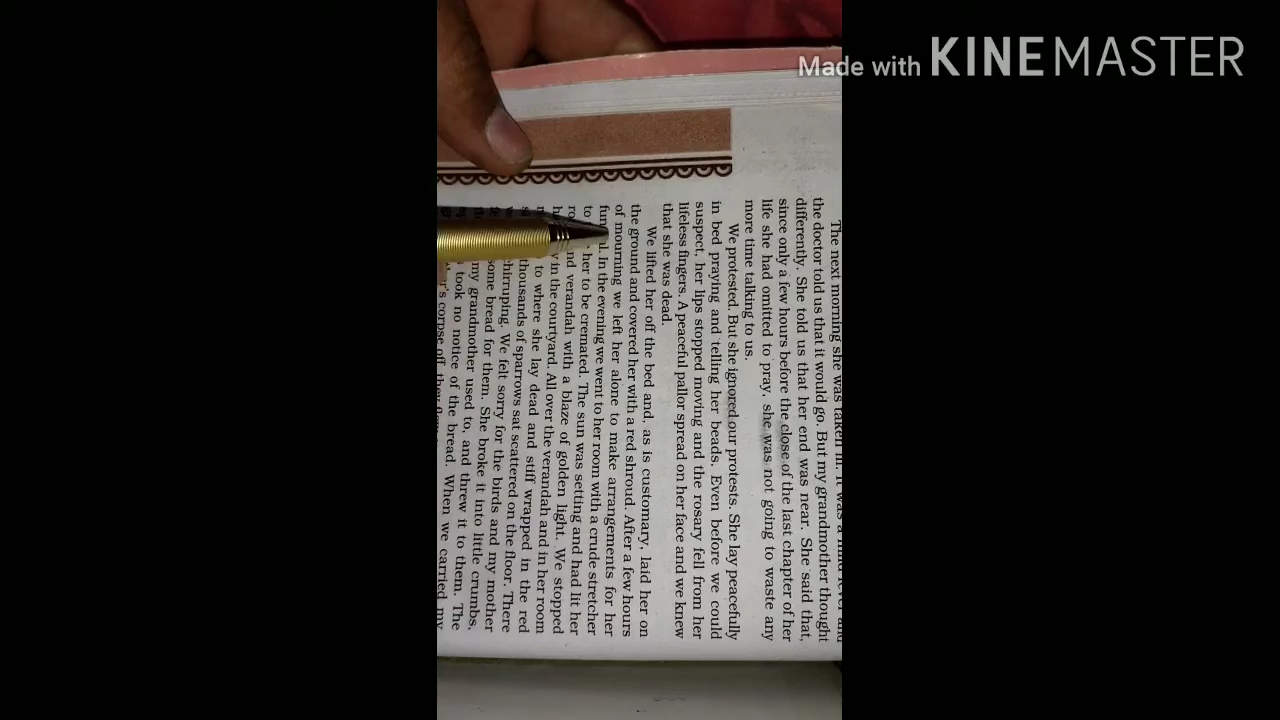 Made with KINEMASTER
The next morning she was taken ill. It was a mild fever and
the doctor told us that it would go. But my grandmother thought
differently. She told us that her end was near. She said that,
since only a few hours before the close of the last chapter of her
life she had omitted to pray, she was not going to waste any
more time talking to us.
We protested. But she ignored our protests. She lay peacefully
in bed praying and telling her beads. Even before we could
suspect, her lips stopped moving and the rosary fell from her
lifeless fingers. A peaceful pallor spread on her face and we knew
that she was dead.
We lifted her off the bed and, as is customary, laid her on
the ground and covered her with a red shroud. After a few hours
of mourning we left her alone to make arrangements for her
funeral. In the evening we went to her room with a crude stretcher
to her to be cremated. The sun was setting and had lit her
room and verandah with a blaze of golden light. We stopped
in the courtyard. All over the verandah and in her room
to where she lay dead and stiff wrapped in the red
thousands of sparrows sat scattered on the floor. There
chirruping. We felt sorry for the birds and my mother
some bread for them. She broke it into little crumbs,
my grandmother used to, and threw it to them. The
took no notice of the bread. When we carried my
corpse off, they